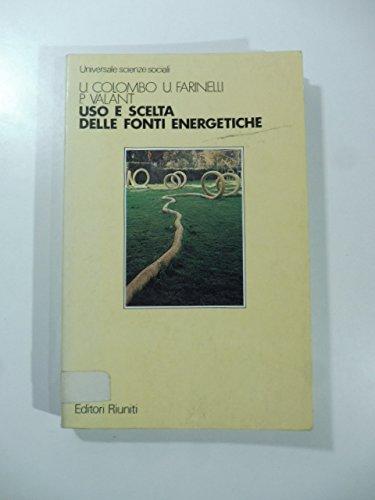 Universale scienze sociali
U. COLOMBO U. FARINELLI
P. VALANT
USO E SCELTA
DELLE FONTI ENERGETICHE
Editori Riuniti